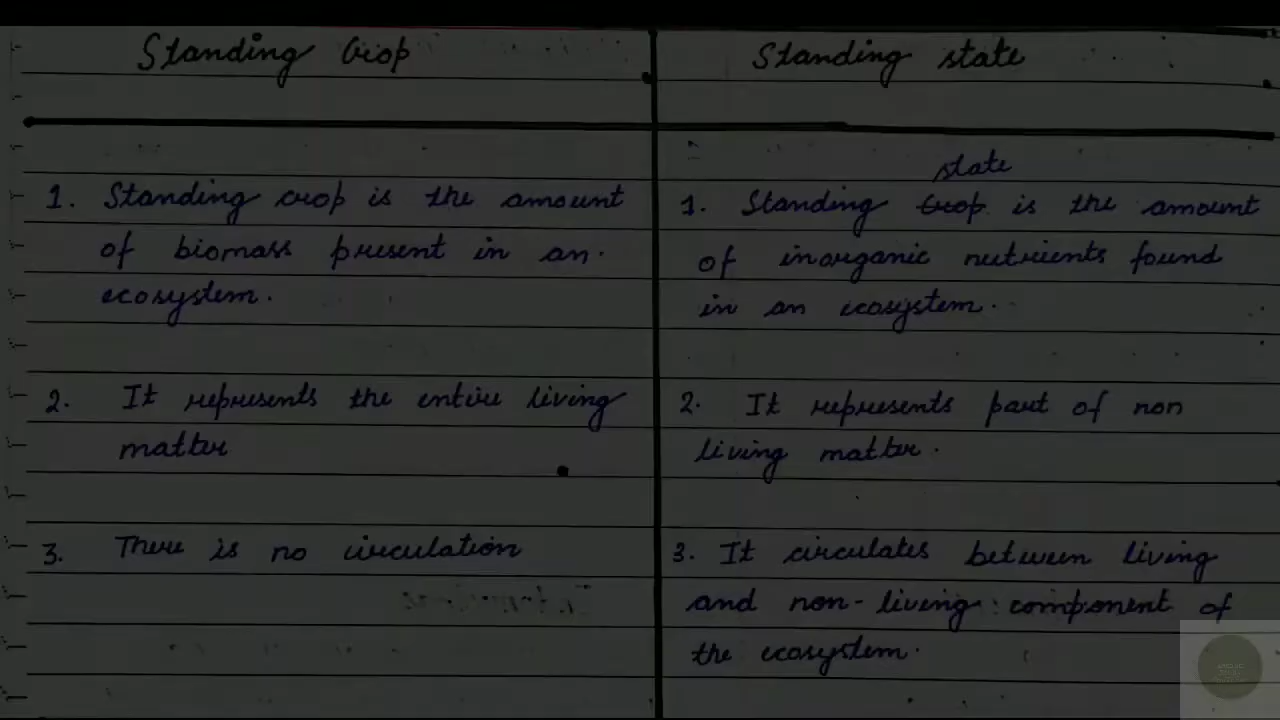 Standing Crop
Standing state
1. Standing crop is the amount
of biomass present in an
ecosystem.
2. It represents the entire living
matter
3. There is no circulation
state
1. Standing Crop is the amount
of inorganic nutrients found
in an ecosystem.
2. It represents part of non
living matter.
3. It circulates between living
and non-living component of
the ecosystem.